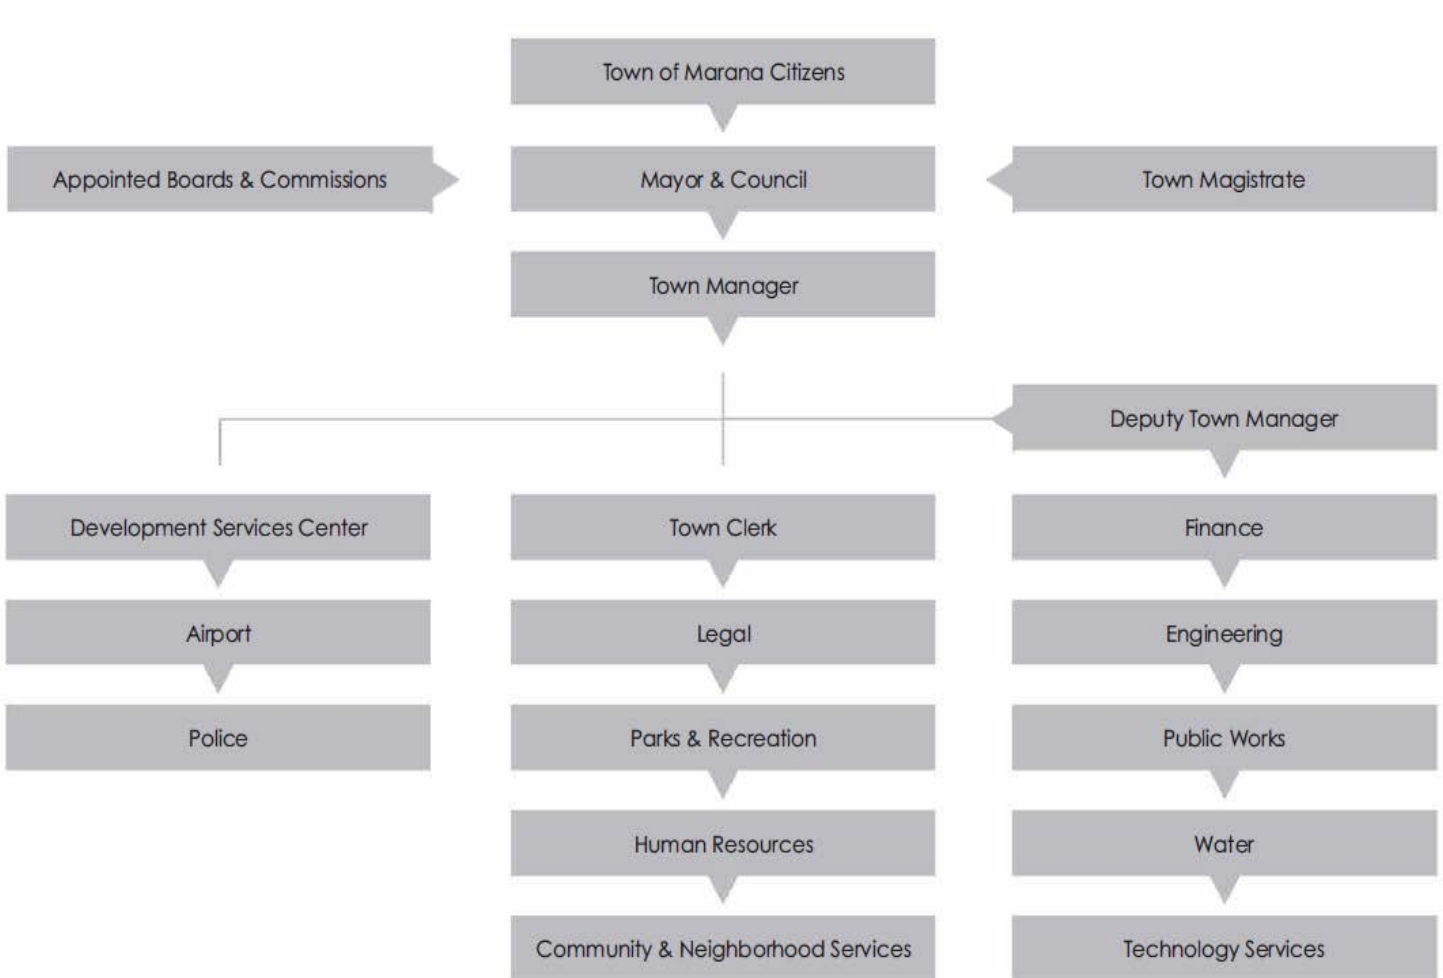 Town of Marana Citizens
Appointed Boards & Commissions
Mayor & Council
Town Magistrate
Town Manager
Deputy Town Manager
Development Services Center
Town Clerk
Finance
Airport
Legal
Engineering
Police
Parks & Recreation
Public Works
Human Resources
Water
Community & Neighborhood Services
Technology Services